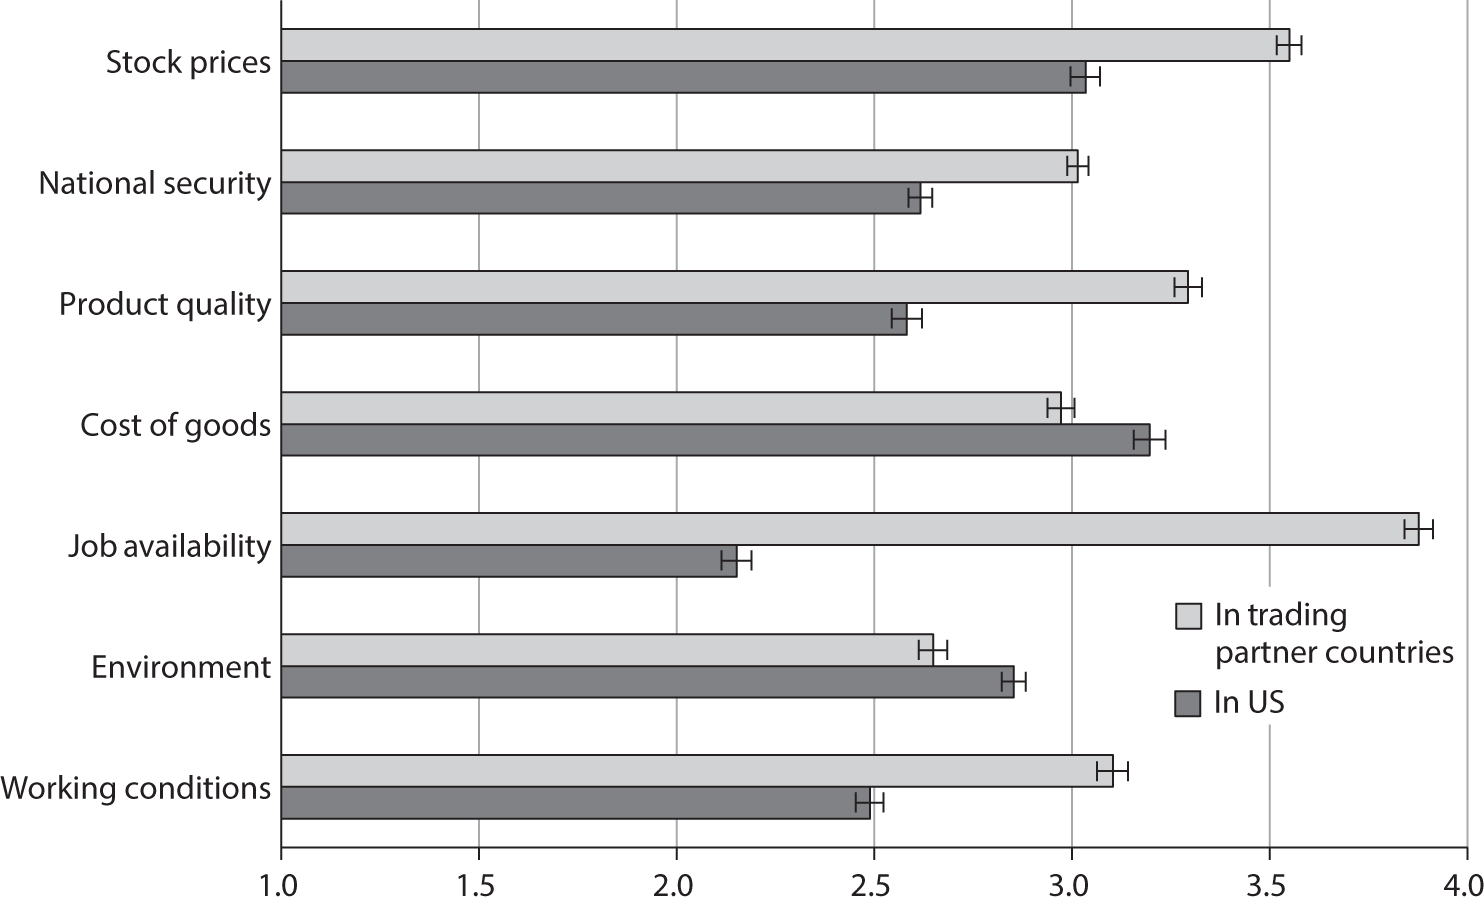 Stock prices
National security
Product quality
Cost of goods
Job availability
Environment
Working conditions
In trading
partner countries
In US
1.0 1.5 2.0 2.5 3.0 3.5 4.0